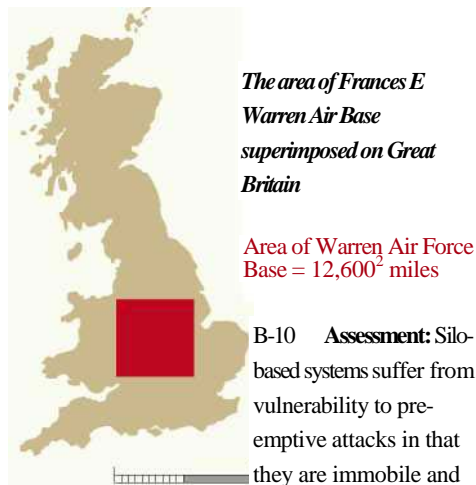 The area of Frances E
Warren Air Base
superimposed on Great
Britain
Area of Warren Air Force
Base = 12,600² miles
B-10 Assessment: Silo-
based systems suffer from
vulnerability to pre-
emptive attacks in that
they are immobile and